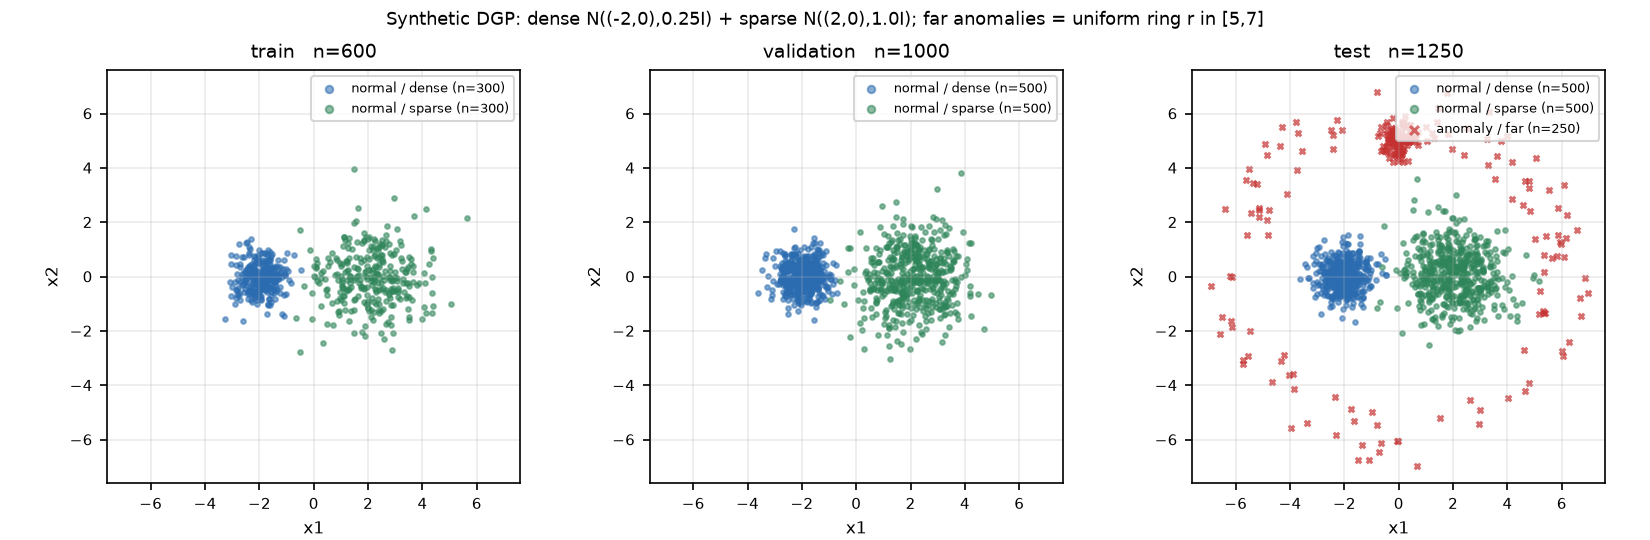 Synthetic DGP: dense N((-2,0),0.25I) + sparse N((2,0),1.0I); far anomalies = uniform ring r in [5,7]
train   n=600
normal / dense (n=300)
normal / sparse (n=300)
6
4
2
0
−2
−4
−6
x2
−6 −4 −2 0 2 4 6
x1
validation   n=1000
normal / dense (n=500)
normal / sparse (n=500)
6
4
2
0
−2
−4
−6
x2
−6 −4 −2 0 2 4 6
x1
test   n=1250
normal / dense (n=500)
normal / sparse (n=500)
anomaly / far (n=250)
6
4
2
0
−2
−4
−6
x2
−6 −4 −2 0 2 4 6
x1